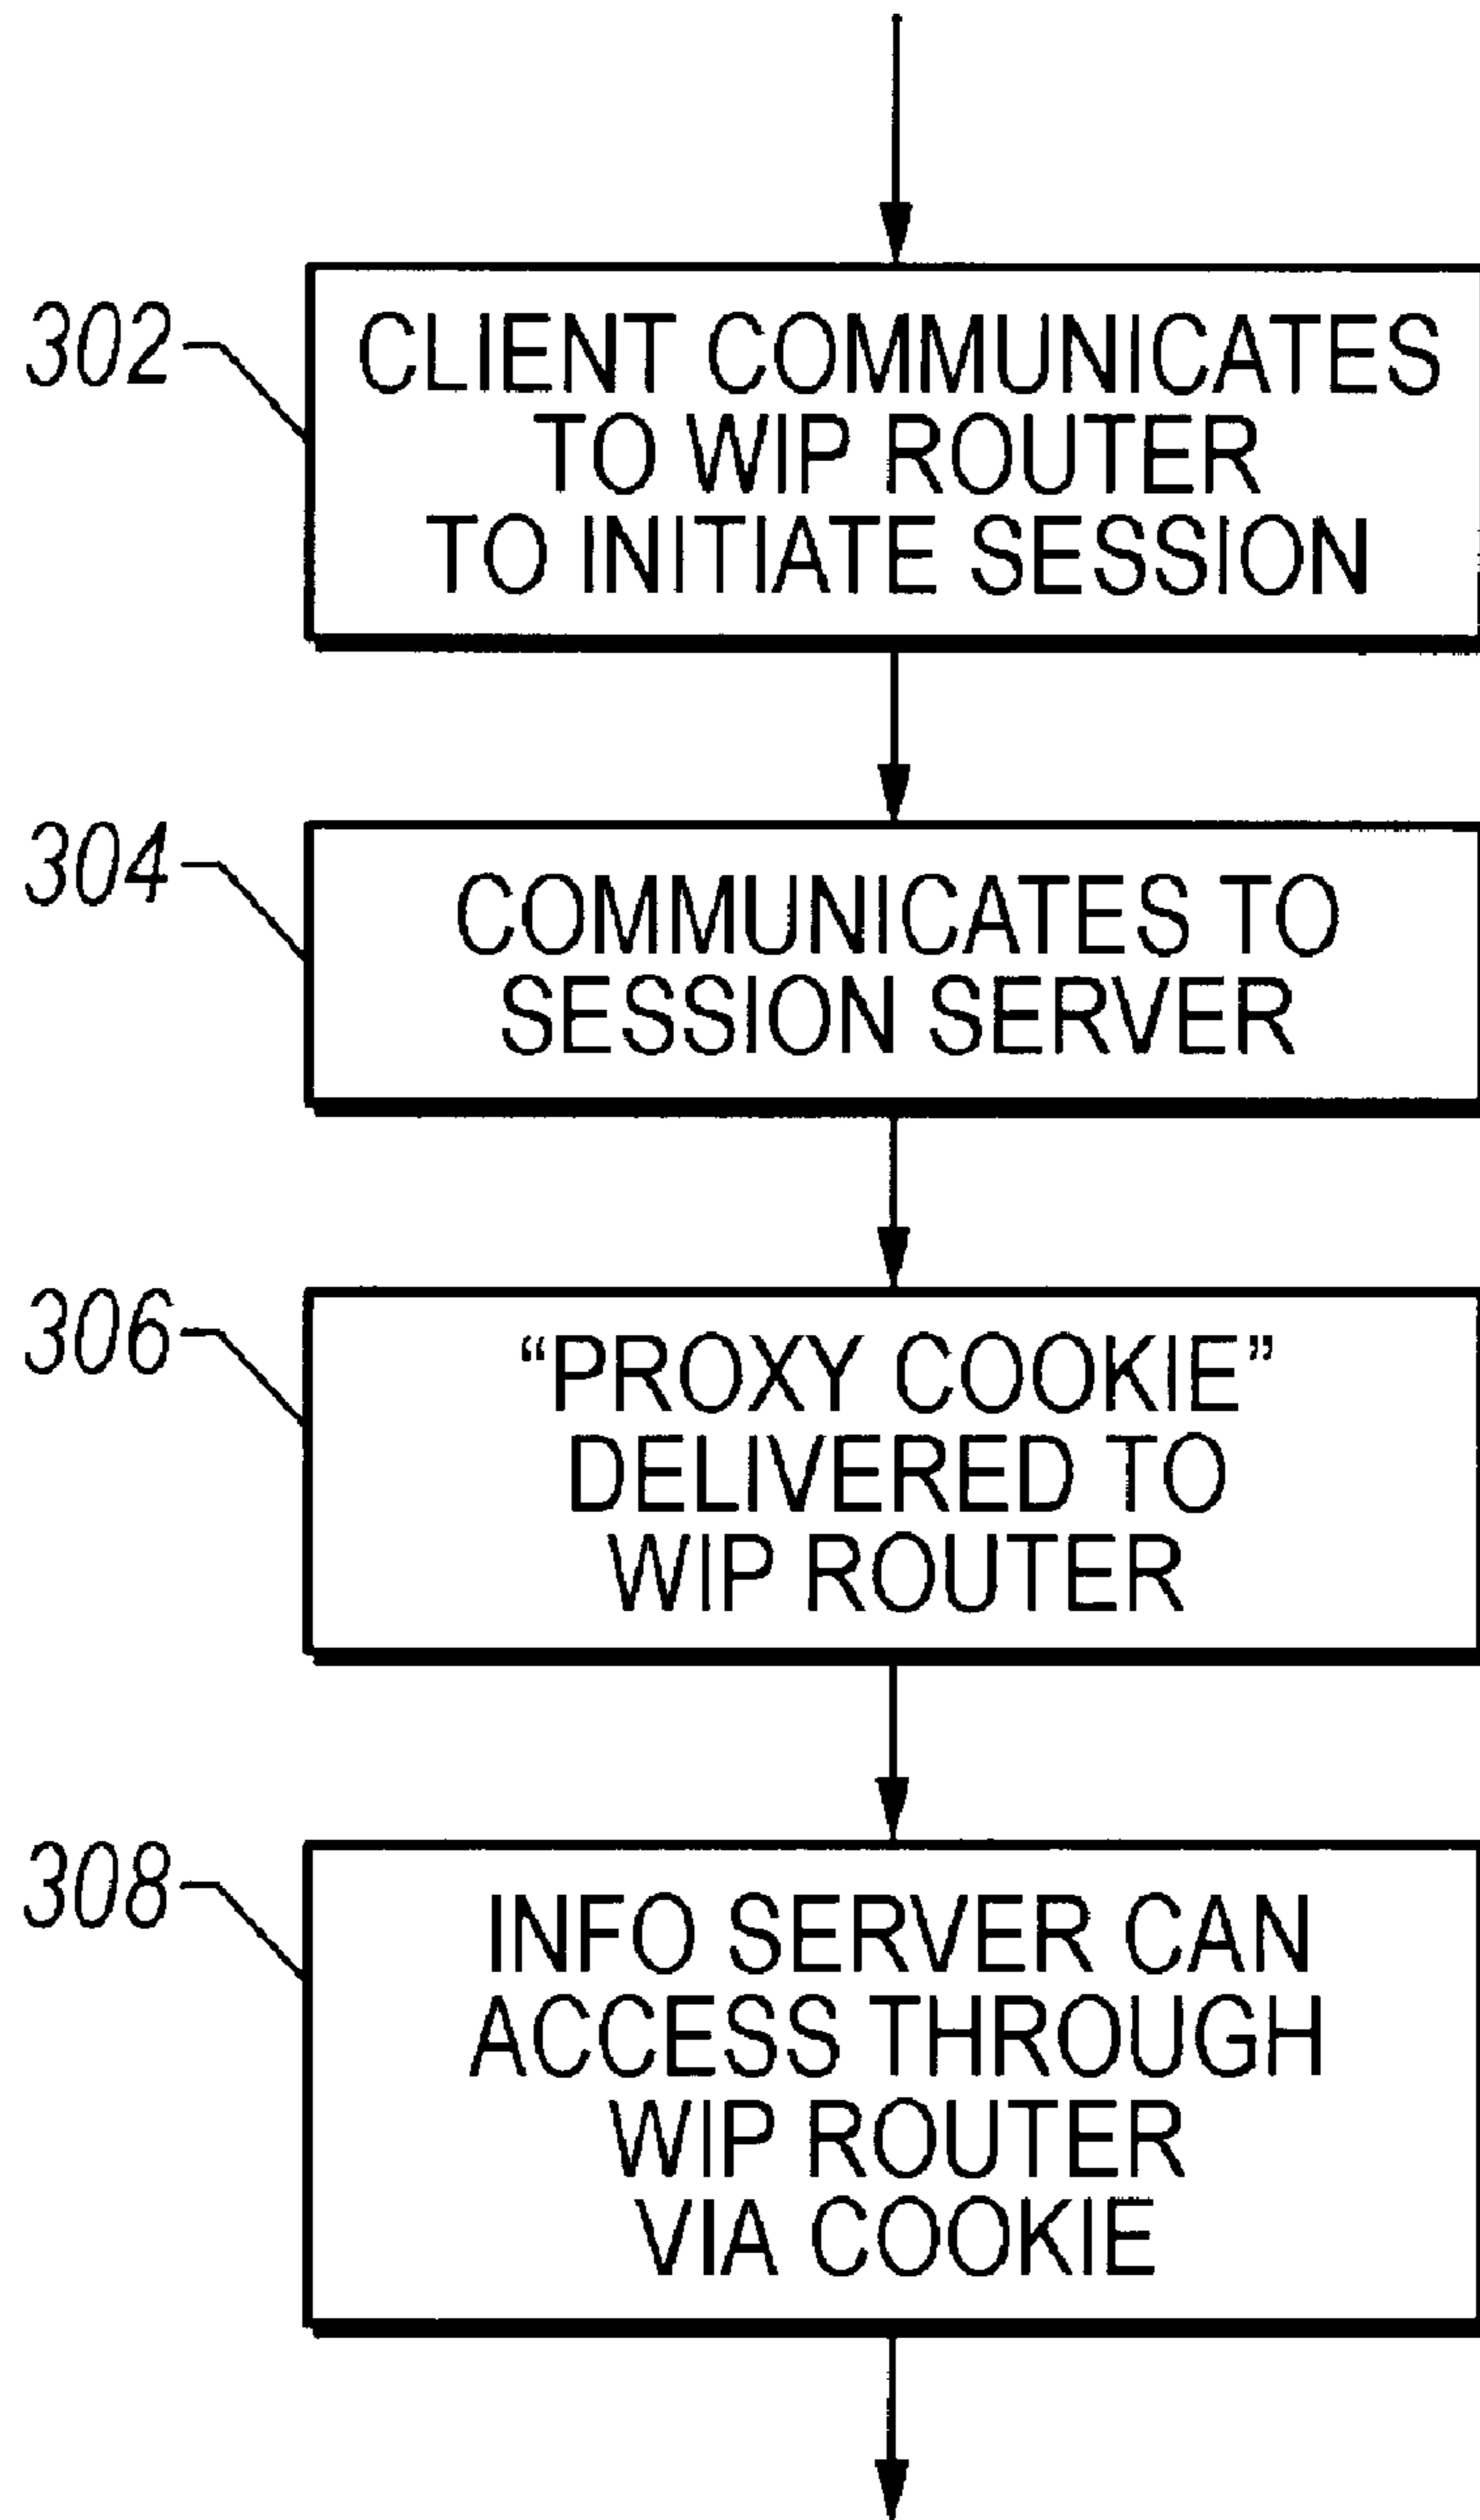 302
CLIENT COMMUNICATES
TO WIP ROUTER
TO INITIATE SESSION
304
COMMUNICATES TO
SESSION SERVER
306
“PROXY COOKIE”
DELIVERED TO
WIP ROUTER
308
INFO SERVER CAN
ACCESS THROUGH
WIP ROUTER
VIA COOKIE